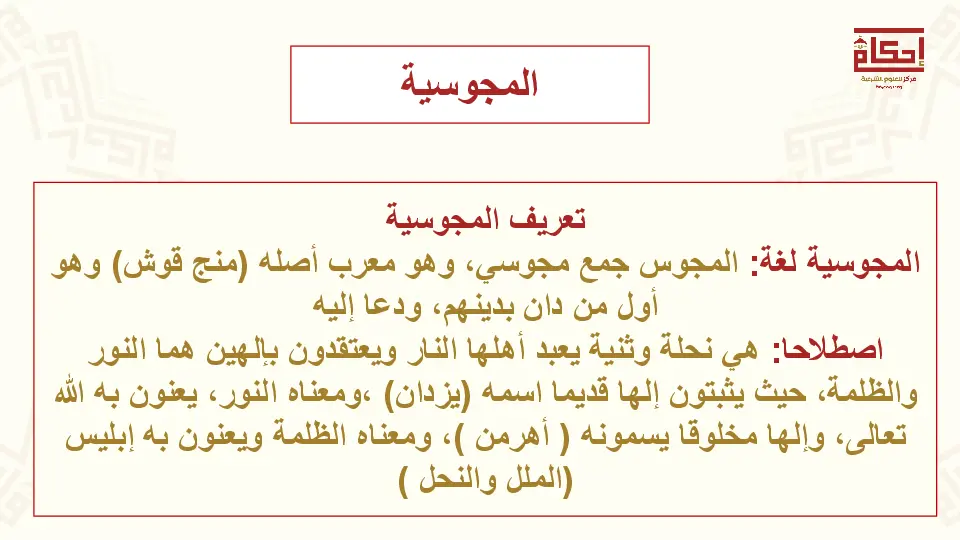 إحكام
مركز للعلوم الشرعية
المجوسية
تعريف المجوسية
المجوسية لغة: المجوس جمع مجوسي، وهو معرب أصله (منج قوش) وهو
أول من دان بدينهم، ودعا إليه
اصطلاحا: هي نحلة وثنية يعبد أهلها النار ويعتقدون بإلهين هما النور
والظلمة، حيث يثبتون إلها قديما اسمه (يزدان) ،ومعناه النور، يعنون به الله
تعالى، وإلها مخلوقا يسمونه ( أهرمن )، ومعناه الظلمة ويعنون به إبليس
(الملل والنحل )